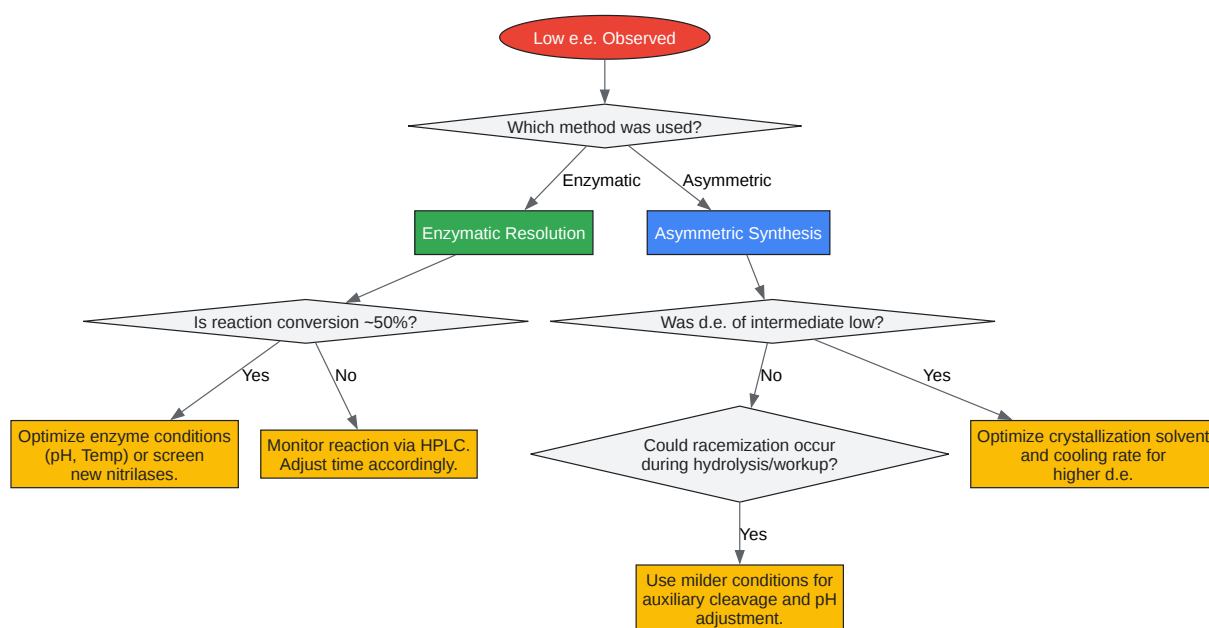 Low e.e. Observed
Which method was used?
Enzymatic
Asymmetric
Enzymatic Resolution
Asymmetric Synthesis
Is reaction conversion ~50%?
Was d.e. of intermediate low?
Yes
No
No
Yes
Optimize enzyme conditions
(pH, Temp) or screen
new nitrilases.
Monitor reaction via HPLC.
Adjust time accordingly.
Could racemization occur
during hydrolysis/workup?
Optimize crystallization solvent
and cooling rate for
higher d.e.
Yes
Use milder conditions for
auxiliary cleavage and pH
adjustment.